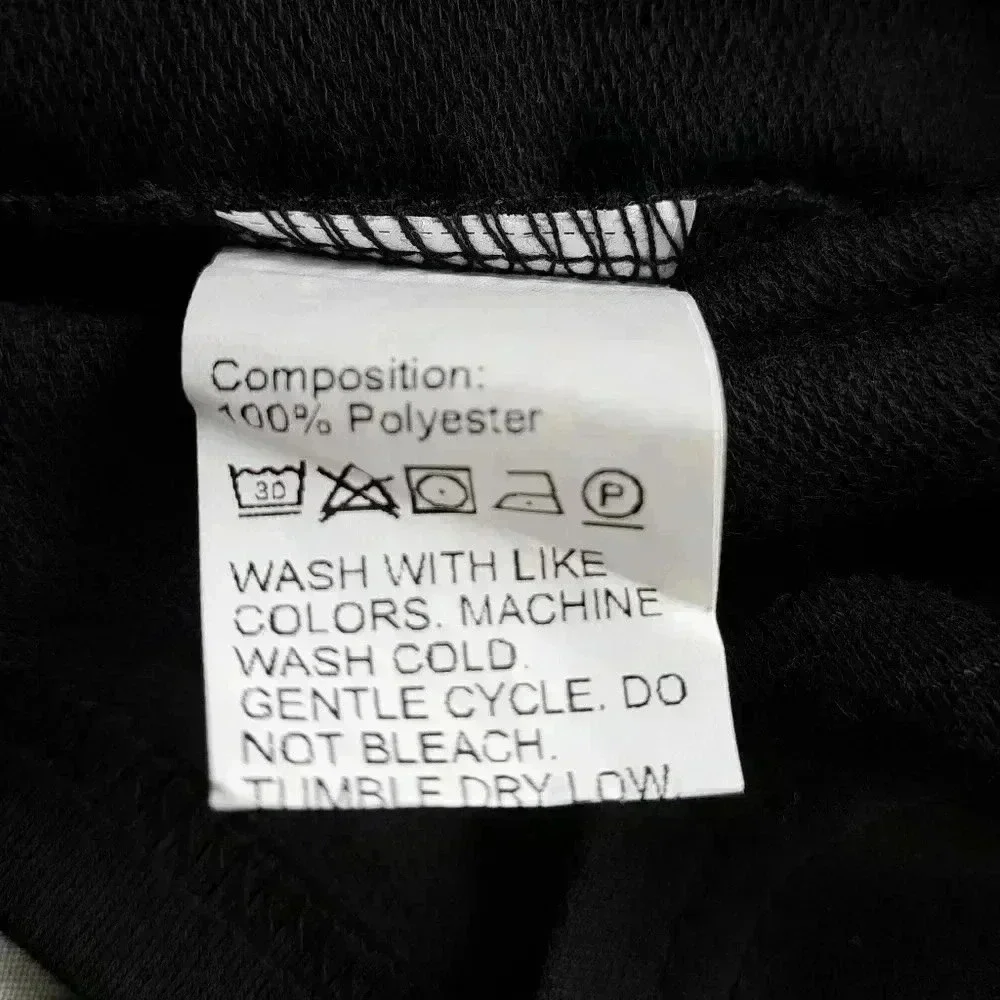 Composition:
100% Polyester
30
P
WASH WITH LIKE
COLORS. MACHINE
WASH COLD.
GENTLE CYCLE. DO
NOT BLEACH.
TUMBLE DRY LOW.